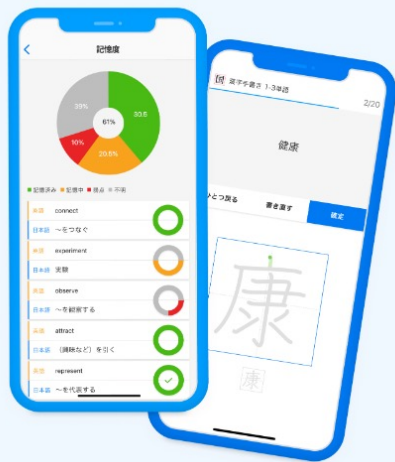 記憶度
39%
30.5
61%
10%
20.5%
記憶済み 記憶中 弱点 不明
英語 connect
日本語 〜をつなぐ
英語 experiment
日本語 実験
英語 observe
日本語 〜を観察する
英語 attract
日本語 （興味など）を引く
英語 represent
日本語 〜を代表する
漢字手書き 1-3単語
2/20
健康
ひとつ戻る 書き直す 確定
康
康